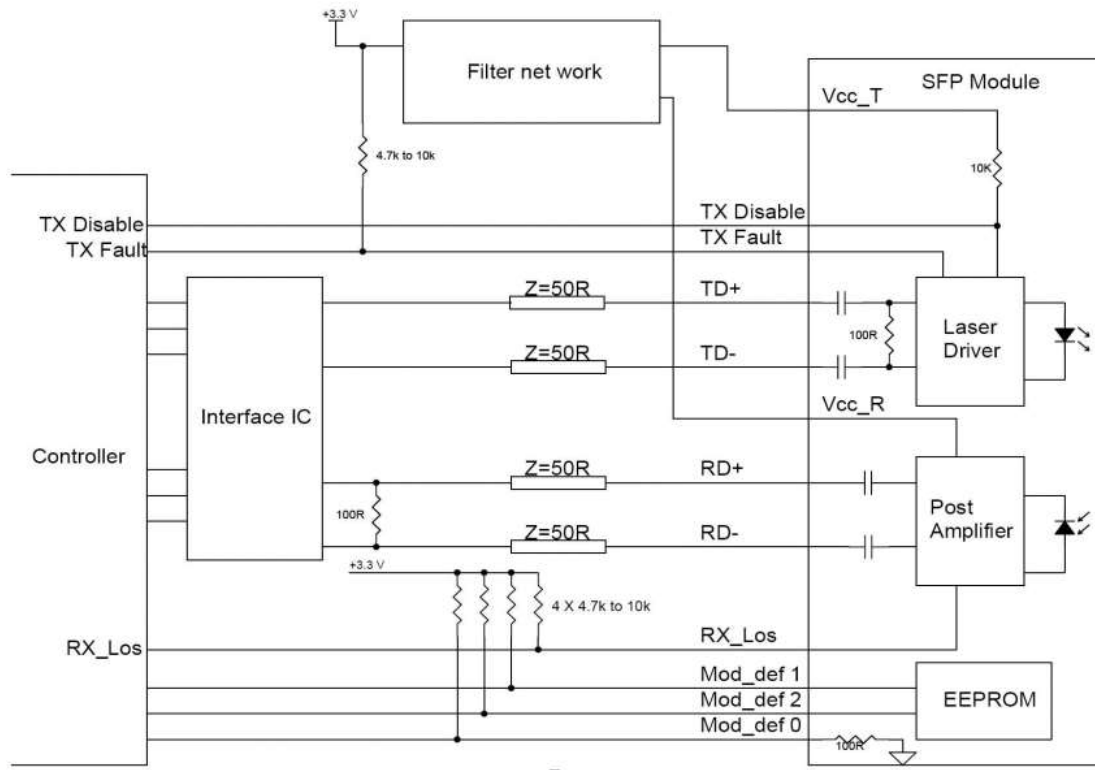 +3.3 V
Filter net work
SFP Module
Vcc_T
4.7k to 10k
10K
TX Disable
TX Disable
TX Fault
TX Fault
Z=50R
TD+
100R
Laser
Driver
Z=50R
TD-
Vcc_R
Interface IC
Controller
Z=50R
RD+
100R
Post
Amplifier
Z=50R
RD-
+3.3 V
4 X 4.7k to 10k
RX_Los
RX_Los
Mod_def 1
Mod_def 2
Mod_def 0
EEPROM
100R